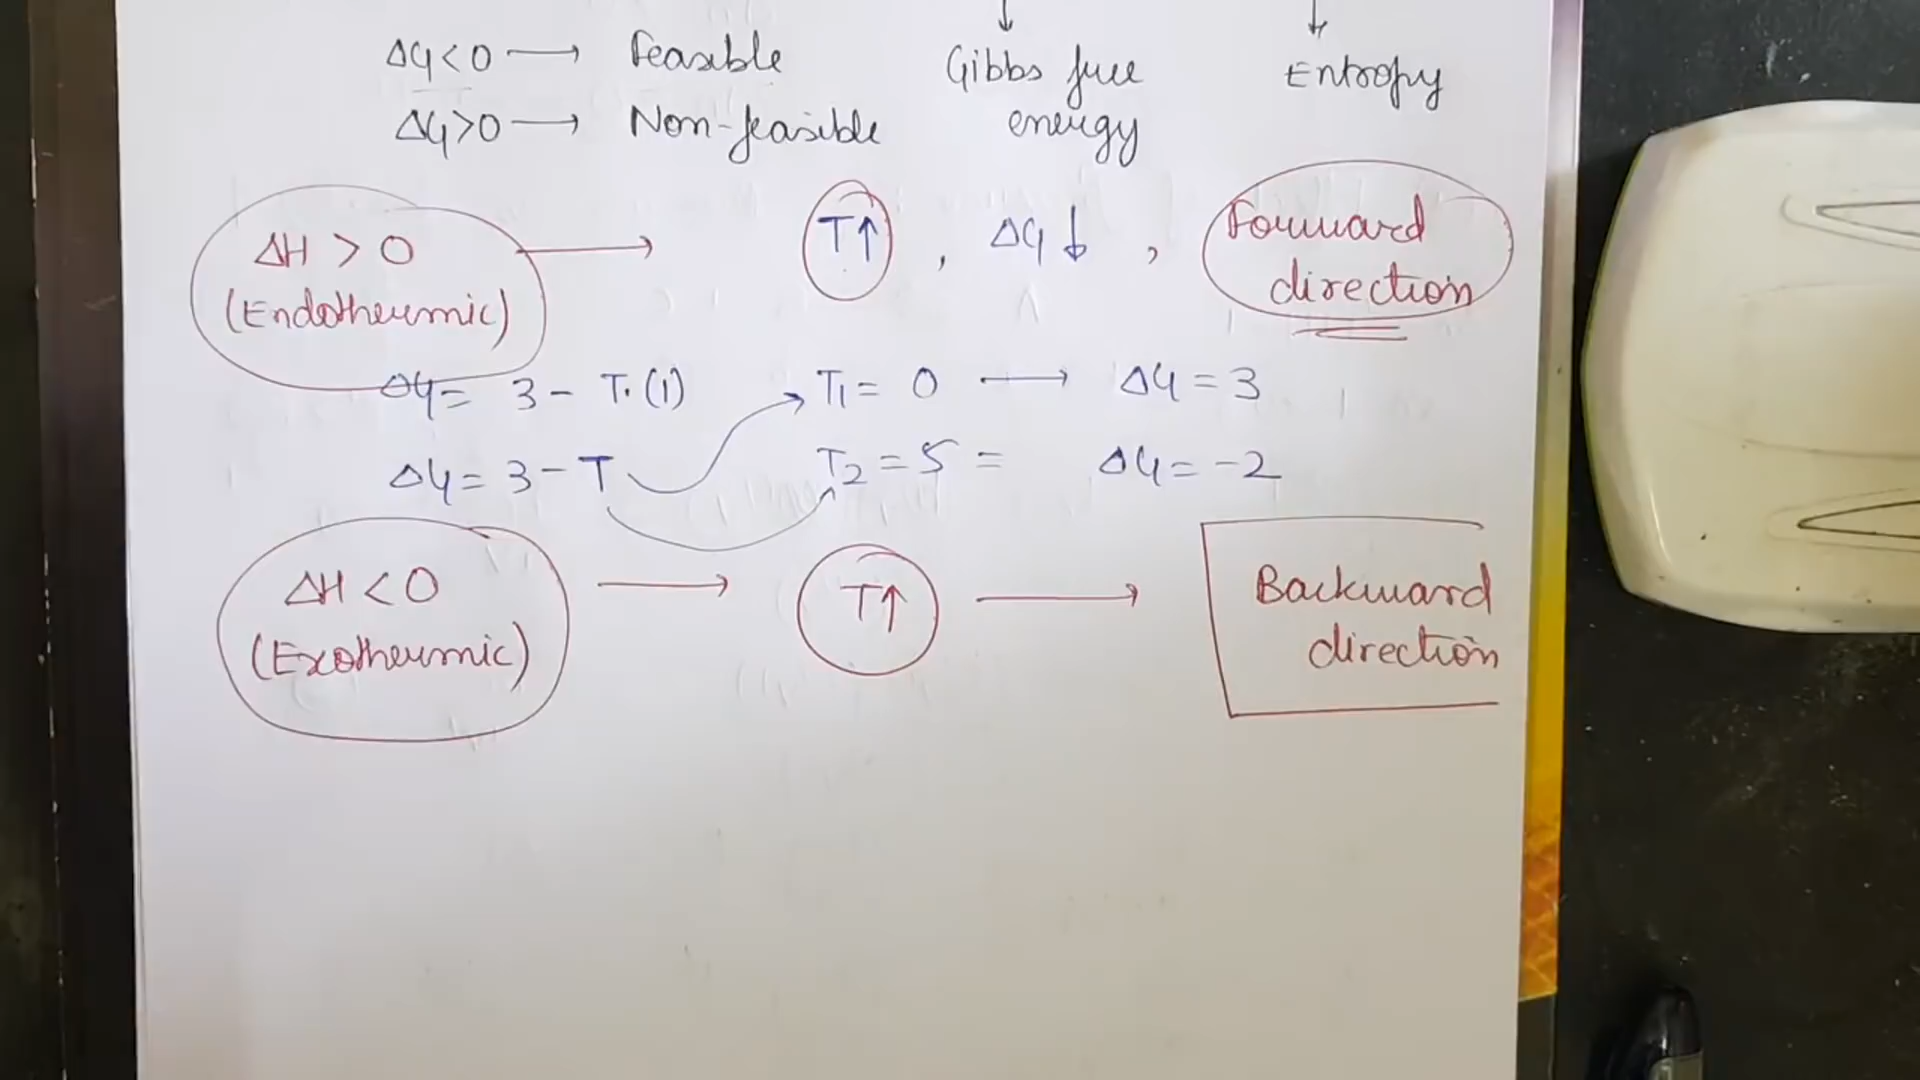 ΔG<0 → Feasible
Gibbs free
energy
↓
Entropy
ΔG>0 → Non-feasible
ΔH > 0
(Endothermic)
→ T↑ , ΔG↓ ,
Forward
direction
ΔG = 3 - T.(1)
T1 = 0 → ΔG = 3
ΔG = 3 - T
T2 = 5 = ΔG = -2
ΔH < 0
(Exothermic)
→ T↑ →
Backward
direction